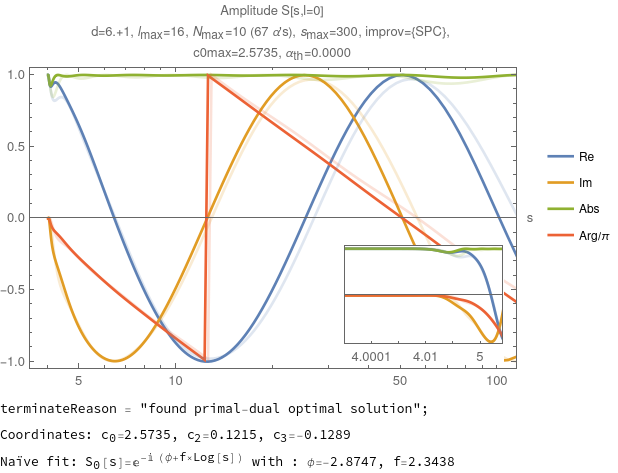 Amplitude S[s,l=0]
d=6.+1, lmax=16, Nmax=10 (67 α's), smax=300, improv={SPC},
c0max=2.5735, αth=0.0000
1.0
0.5
0.0
-0.5
-1.0
5
10
50
100
s
Re
Im
Abs
Arg/π
4.0001
4.01
5
terminateReason = "found primal-dual optimal solution";
Coordinates: c0=2.5735, c2=0.1215, c3=-0.1289
Naïve fit: S0[s]=e^-i (ϕ+f×Log[s]) with : ϕ=-2.8747, f=2.3438